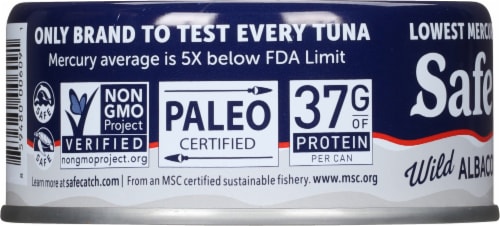 ONLY BRAND TO TEST EVERY TUNA
Mercury average is 5X below FDA Limit
NON
GMO
Project
VERIFIED
nongmoproject.org
PALEO
CERTIFIED
37G
OF
PROTEIN
PER CAN
Learn more at safecatch.com | From an MSC certified sustainable fishery. www.msc.org
LOWEST MERCU
Safe
Wild ALBACO
SAFE
SAFE